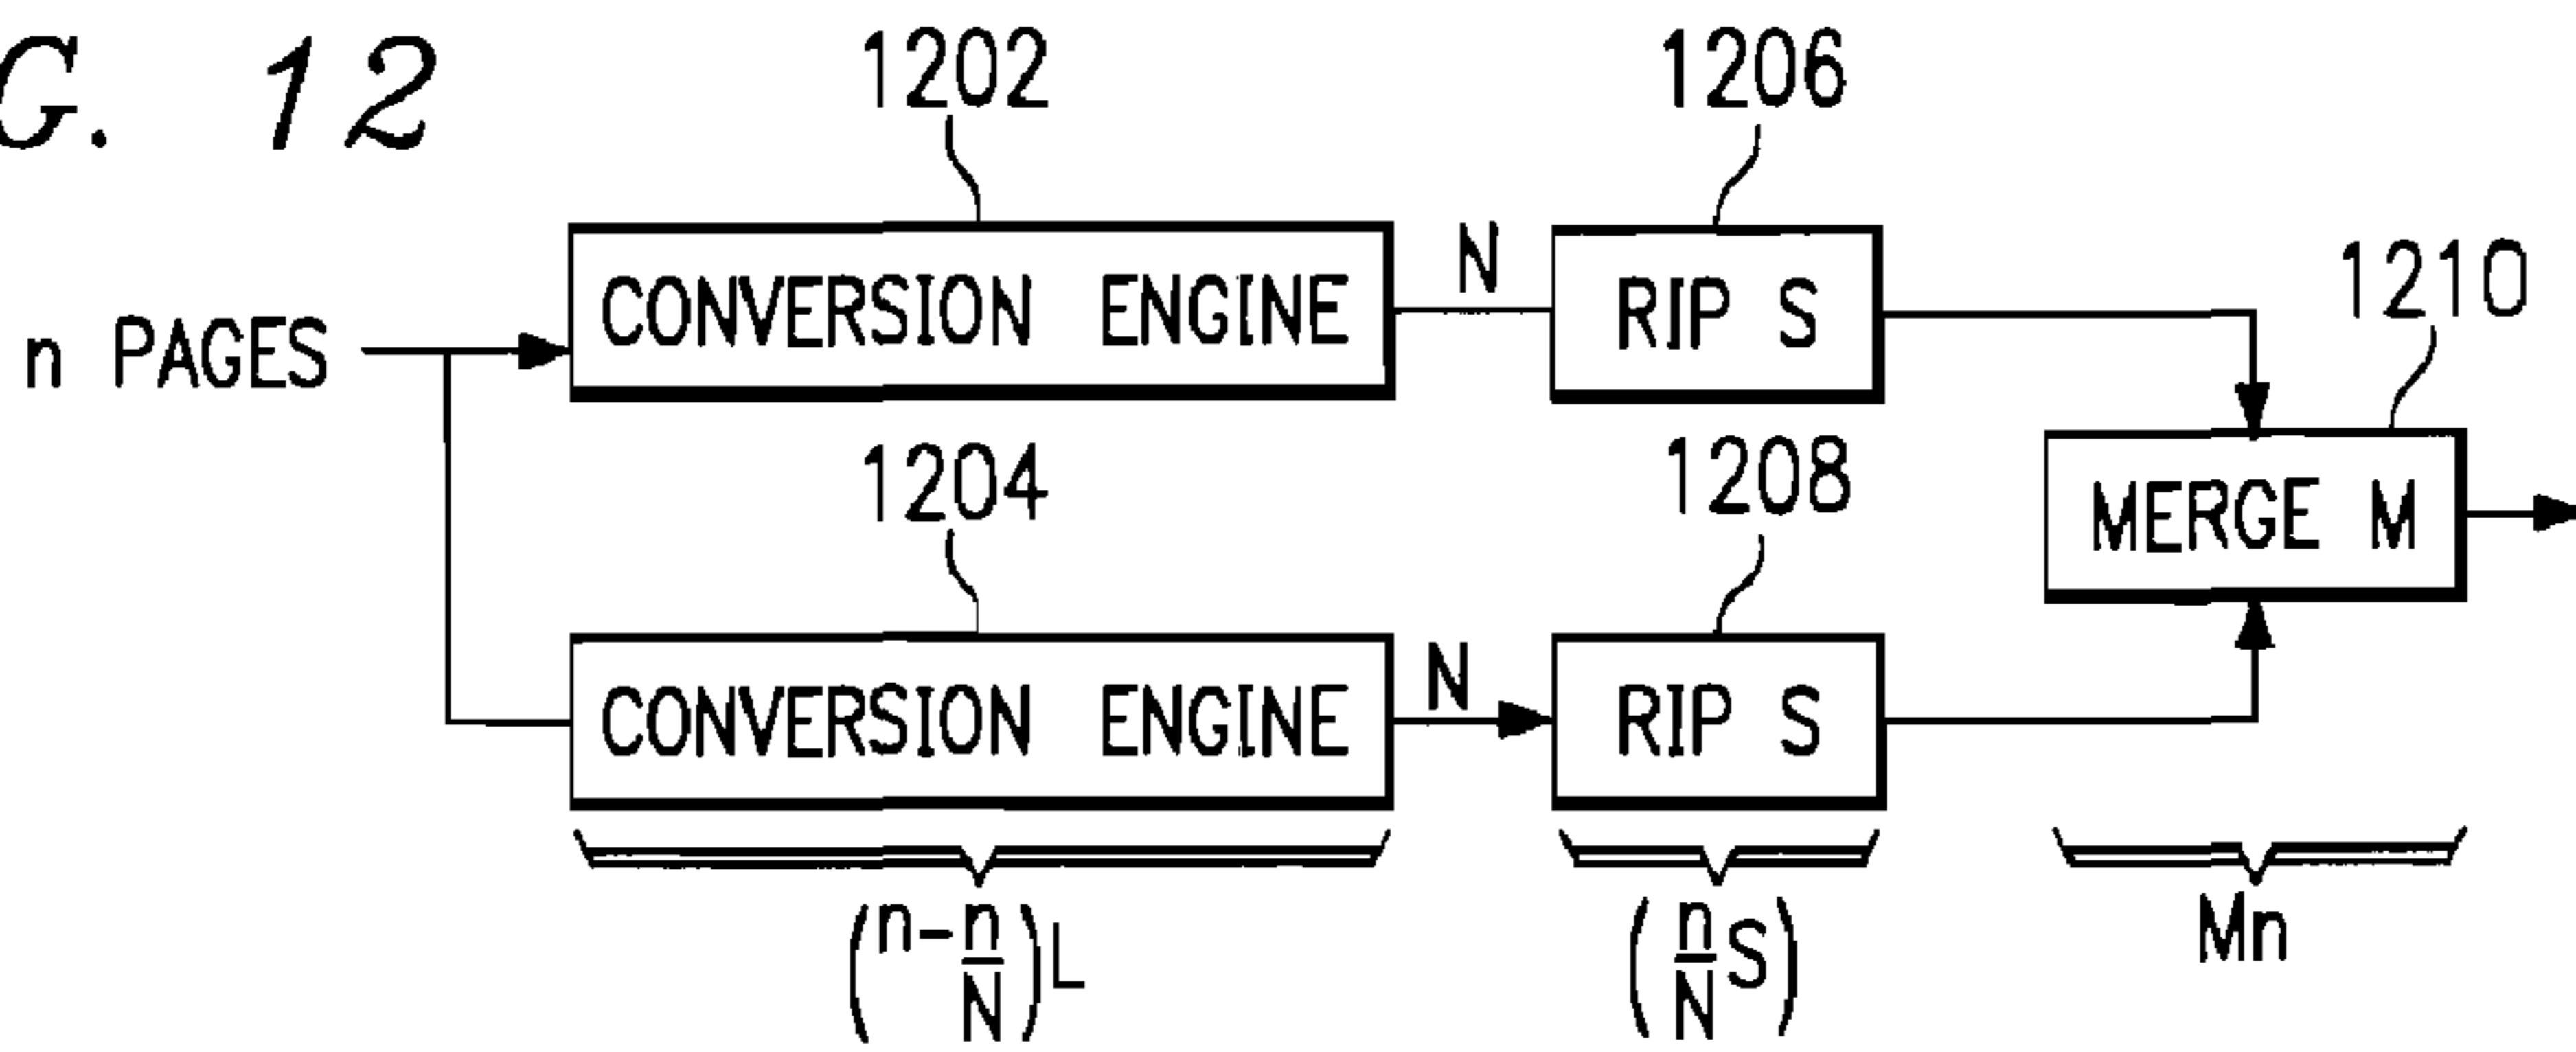 G. 12
1202
1206
n PAGES
CONVERSION ENGINE
N
RIP S
1210
1204
1208
MERGE M
CONVERSION ENGINE
N
RIP S
(n-n/N)L
(n/N S)
Mn